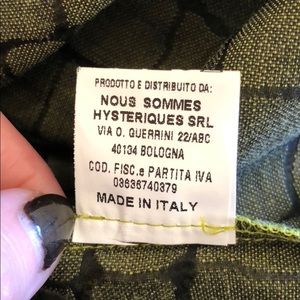 PRODOTTO E DISTRIBUITO DA:
NOUS SOMMES
HYSTERIQUES SRL
VIA O. GUERRINI 22/ABC
40134 BOLOGNA
COD. FISC.e PARTITA IVA
03636740379
MADE IN ITALY